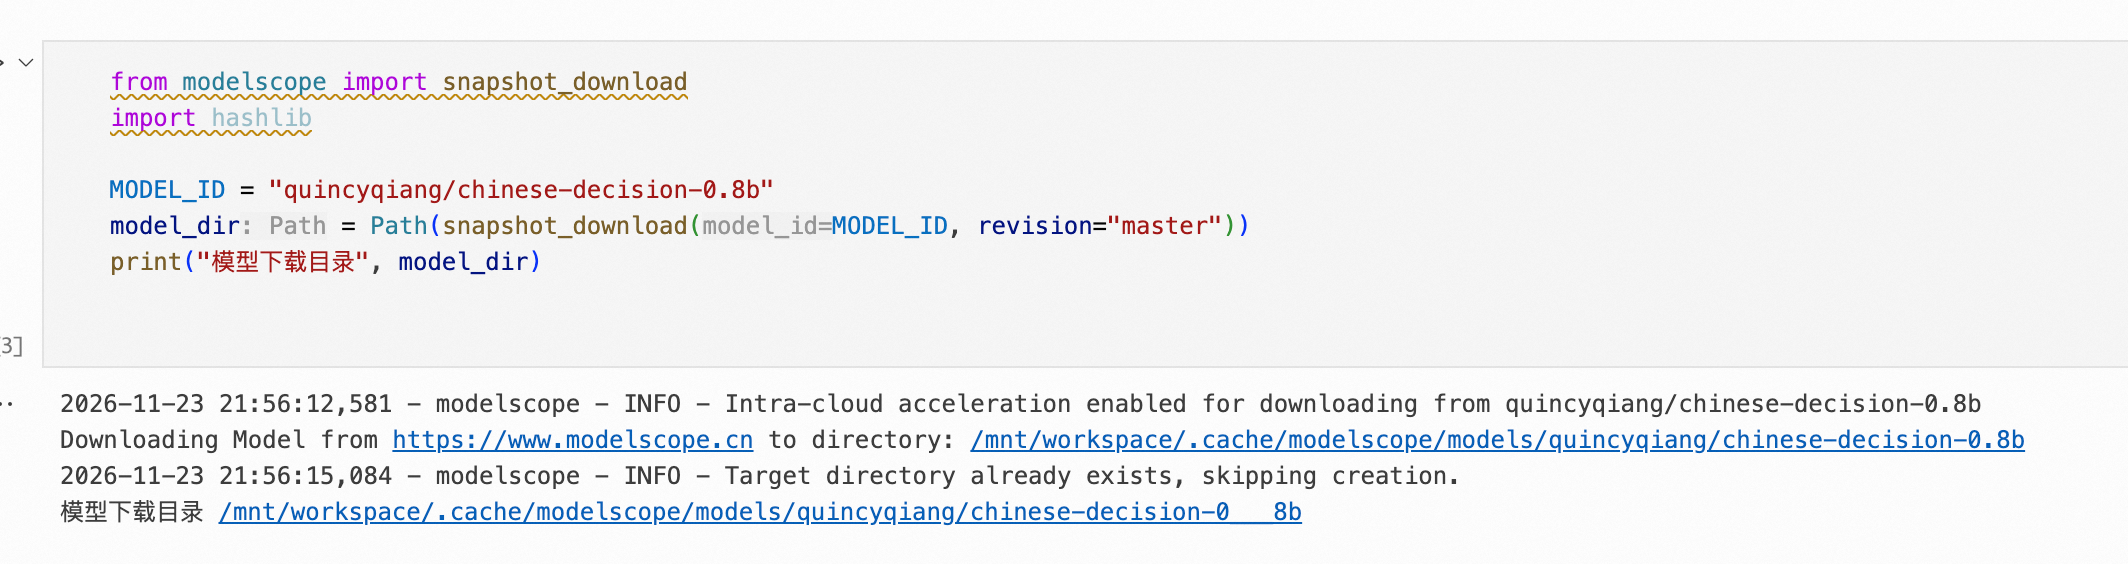 from modelscope import snapshot_download
import hashlib
MODEL_ID = "quincyqiang/chinese-decision-0.8b"
model_dir: Path = Path(snapshot_download(model_id=MODEL_ID, revision="master"))
print("模型下载目录", model_dir)
3]
2026-11-23 21:56:12,581 - modelscope - INFO - Intra-cloud acceleration enabled for downloading from quincyqiang/chinese-decision-0.8b
Downloading Model from https://www.modelscope.cn to directory: /mnt/workspace/.cache/modelscope/models/quincyqiang/chinese-decision-0.8b
2026-11-23 21:56:15,084 - modelscope - INFO - Target directory already exists, skipping creation.
模型下载目录 /mnt/workspace/.cache/modelscope/models/quincyqiang/chinese-decision-0___8b